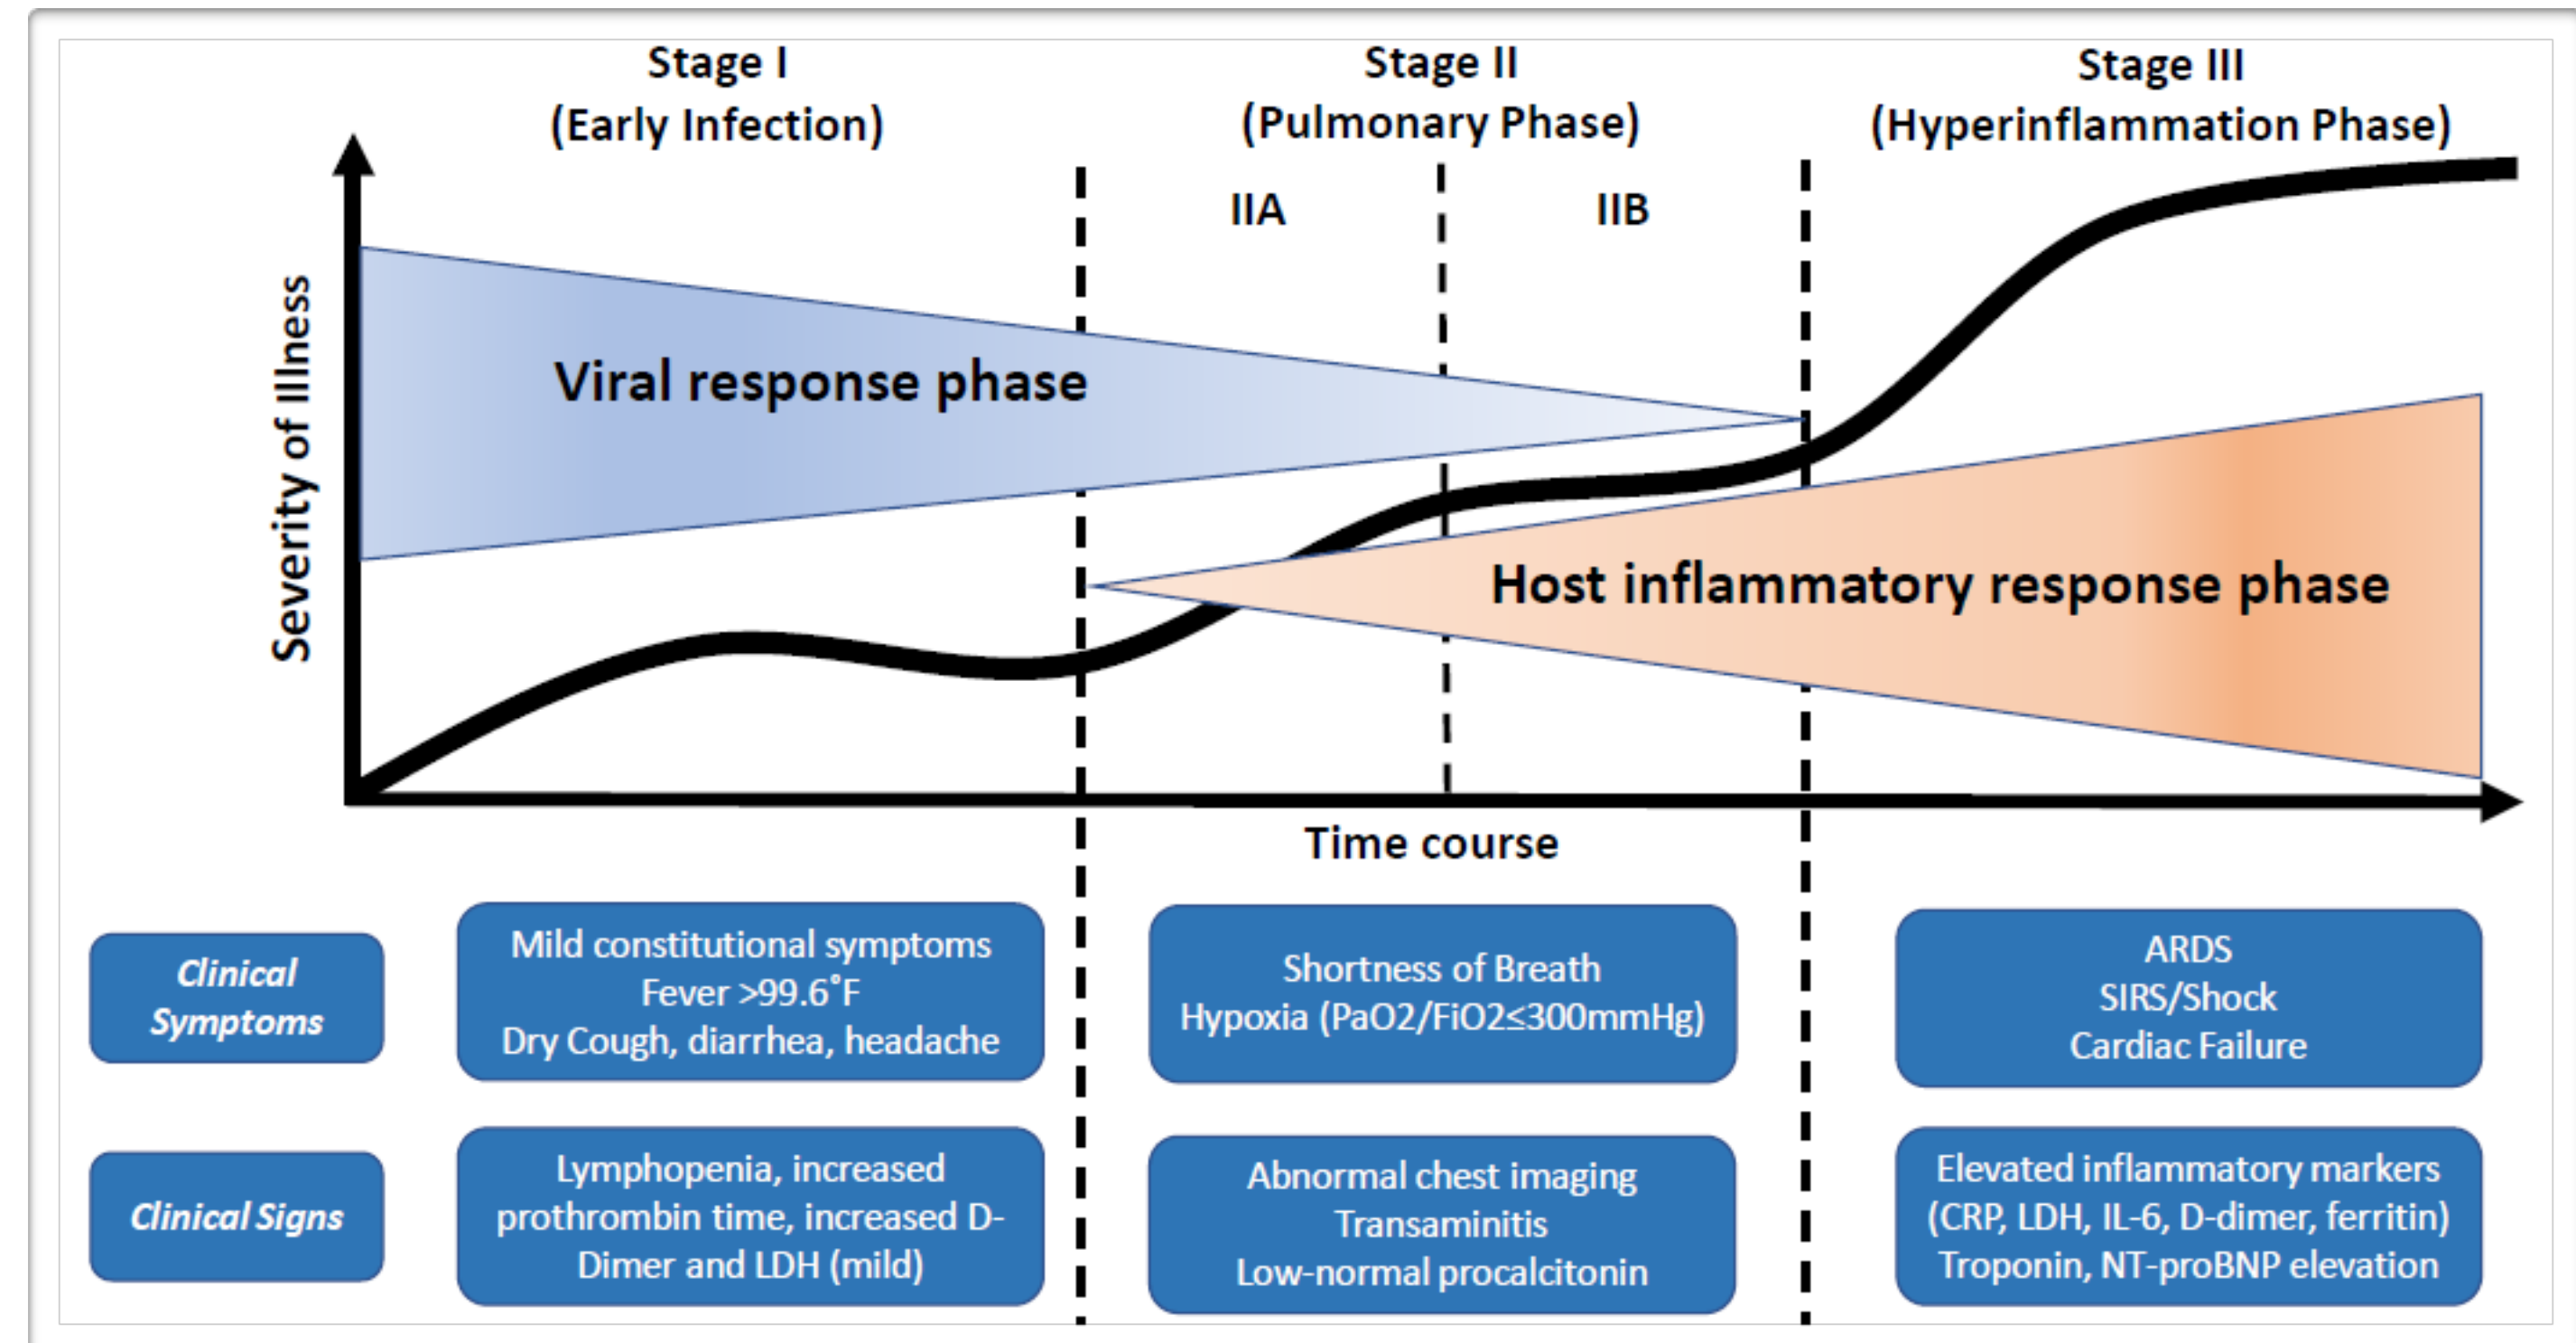 Stage I
(Early Infection)
Stage II
(Pulmonary Phase)
Stage III
(Hyperinflammation Phase)
IIA
IIB
Severity of Illness
Viral response phase
Host inflammatory response phase
Time course
Clinical
Symptoms
Mild constitutional symptoms
Fever >99.6°F
Dry Cough, diarrhea, headache
Shortness of Breath
Hypoxia (PaO2/FiO2≤300mmHg)
ARDS
SIRS/Shock
Cardiac Failure
Clinical Signs
Lymphopenia, increased
prothrombin time, increased D-
Dimer and LDH (mild)
Abnormal chest imaging
Transaminitis
Low-normal procalcitonin
Elevated inflammatory markers
(CRP, LDH, IL-6, D-dimer, ferritin)
Troponin, NT-proBNP elevation